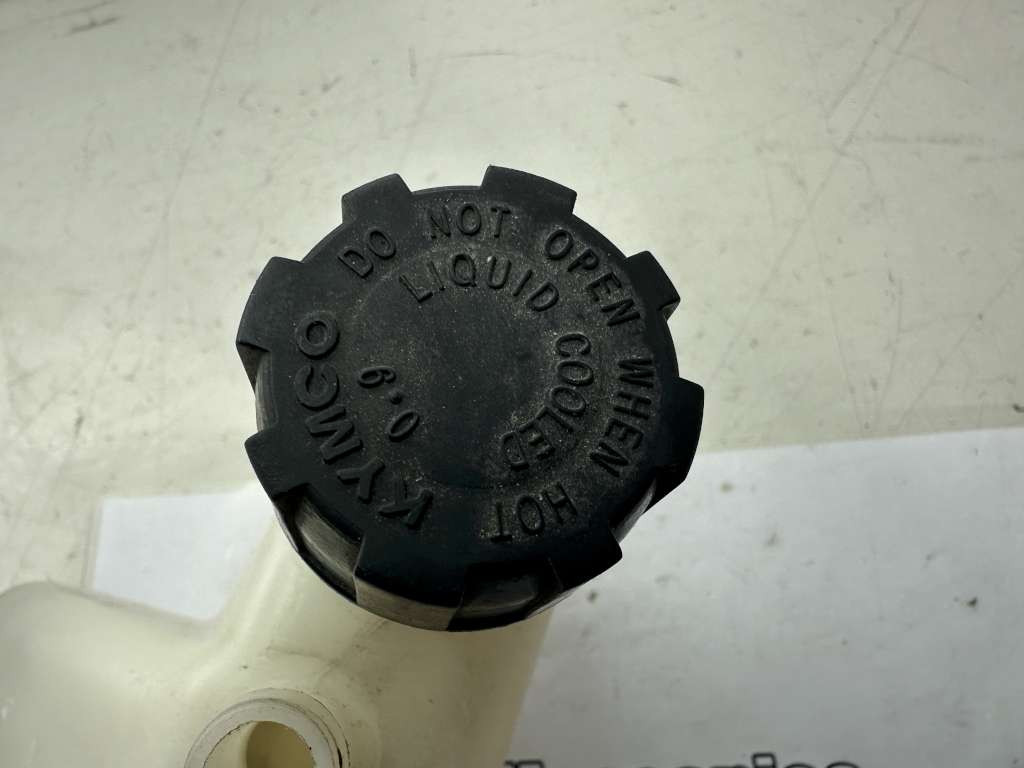 KYMCO
DO NOT OPEN WHEN HOT
LIQUID COOLED
0.9